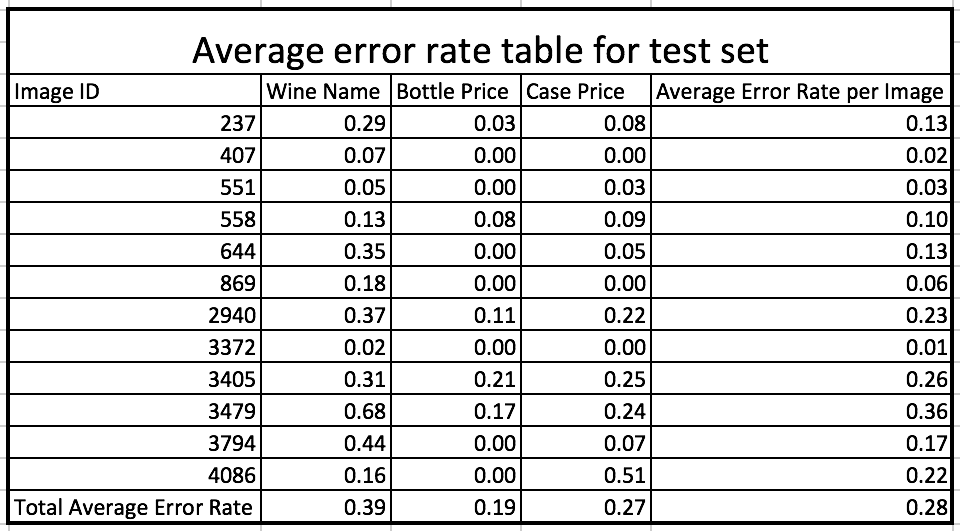 Average error rate table for test set
Image ID Wine Name Bottle Price Case Price Average Error Rate per Image
237 0.29 0.03 0.08 0.13
407 0.07 0.00 0.00 0.02
551 0.05 0.00 0.03 0.03
558 0.13 0.08 0.09 0.10
644 0.35 0.00 0.05 0.13
869 0.18 0.00 0.00 0.06
2940 0.37 0.11 0.22 0.23
3372 0.02 0.00 0.00 0.01
3405 0.31 0.21 0.25 0.26
3479 0.68 0.17 0.24 0.36
3794 0.44 0.00 0.07 0.17
4086 0.16 0.00 0.51 0.22
Total Average Error Rate 0.39 0.19 0.27 0.28